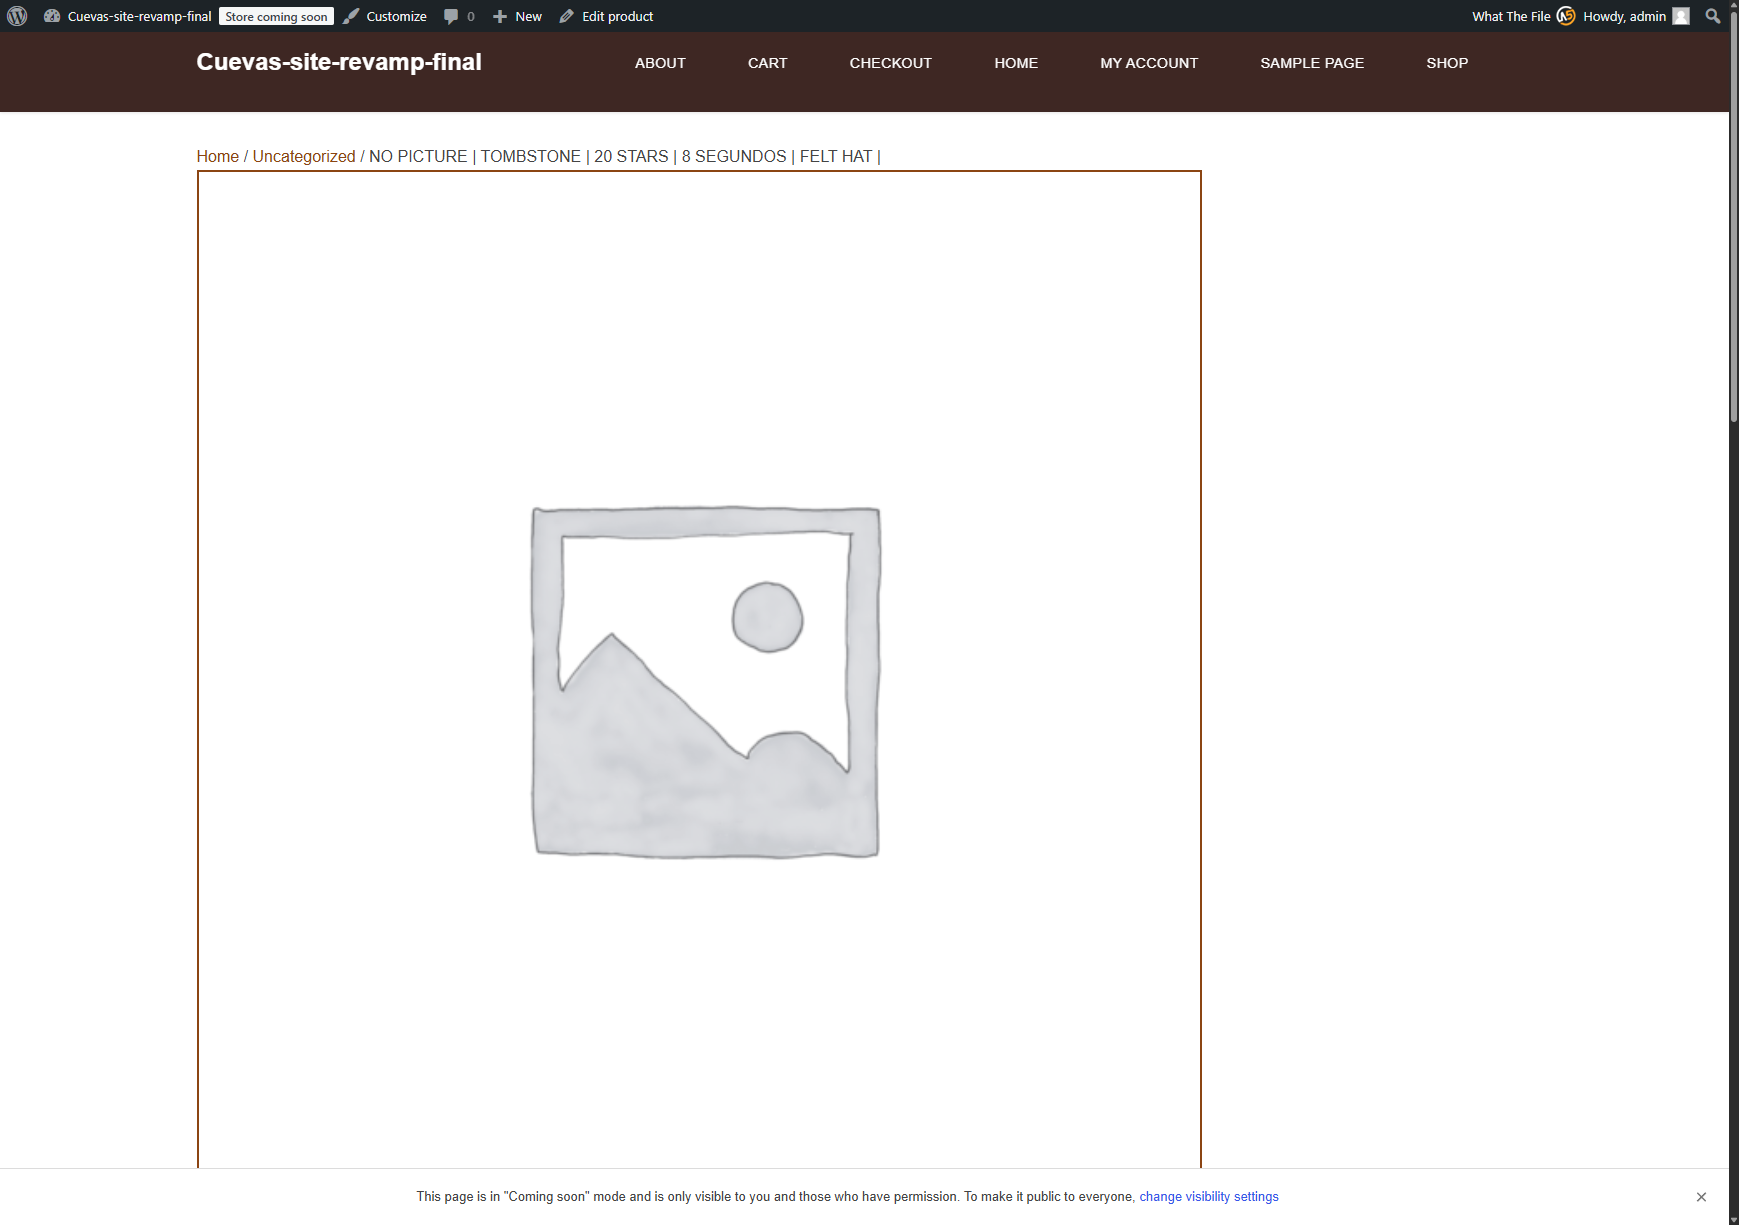 Cuevas-site-revamp-final Store coming soon Customize 0 New Edit product What The File Howdy, admin
Cuevas-site-revamp-final ABOUT CART CHECKOUT HOME MY ACCOUNT SAMPLE PAGE SHOP
Home / Uncategorized / NO PICTURE | TOMBSTONE | 20 STARS | 8 SEGUNDOS | FELT HAT |
This page is in "Coming soon" mode and is only visible to you and those who have permission. To make it public to everyone, change visibility settings ×